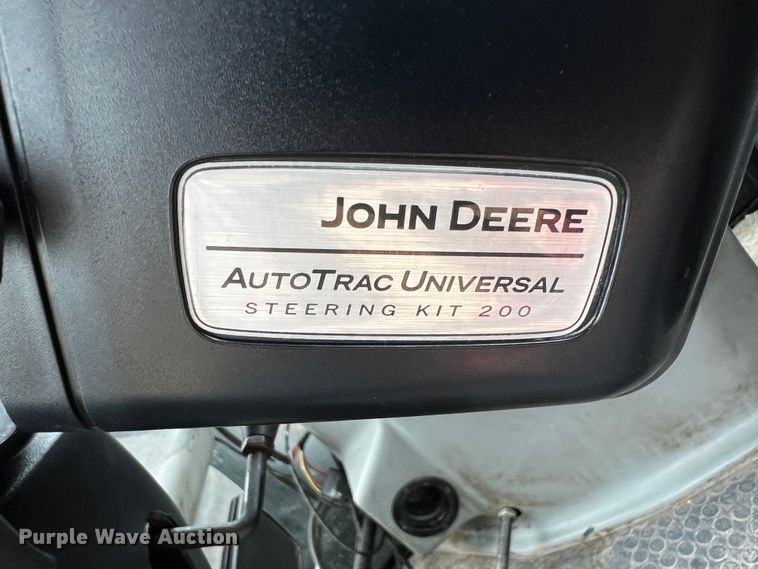 JOHN DEERE
AUTOTRAC UNIVERSAL
STEERING KIT 200
Purple Wave Auction